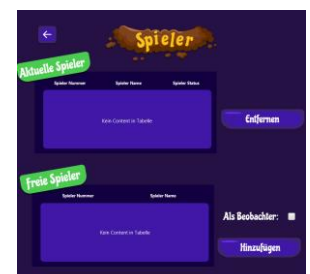 Spieler
Aktuelle Spieler
Spieler Nummer Spieler Name Spieler Status
Kein Content in Tabelle
Entfernen
Freie Spieler
Spieler Nummer Spieler Name
Kein Content in Tabelle
Als Beobachter:
Hinzufügen